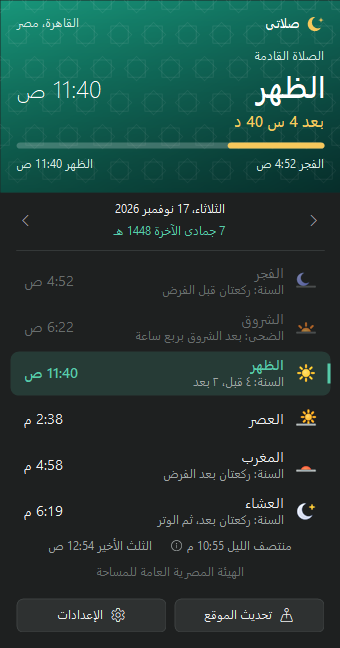 صلاتي
القاهرة، مصر
الصلاة القادمة
الظهر
11:40 ص
بعد 4 س 40 د
الفجر 4:52 ص
الظهر 11:40 ص
الثلاثاء، 17 نوفمبر 2026
7 جمادى الآخرة 1448 هـ
الفجر
السنة: ركعتان قبل الفرض
4:52 ص
الشروق
الضحى: بعد الشروق بربع ساعة
6:22 ص
الظهر
السنة: ٤ قبل، ٢ بعد
11:40 ص
العصر
2:38 م
المغرب
السنة: ركعتان بعد الفرض
4:58 م
العشاء
السنة: ركعتان بعد، ثم الوتر
6:19 م
منتصف الليل 10:55 م
الثلث الأخير 12:54 ص
الهيئة المصرية العامة للمساحة
تحديث الموقع
الإعدادات